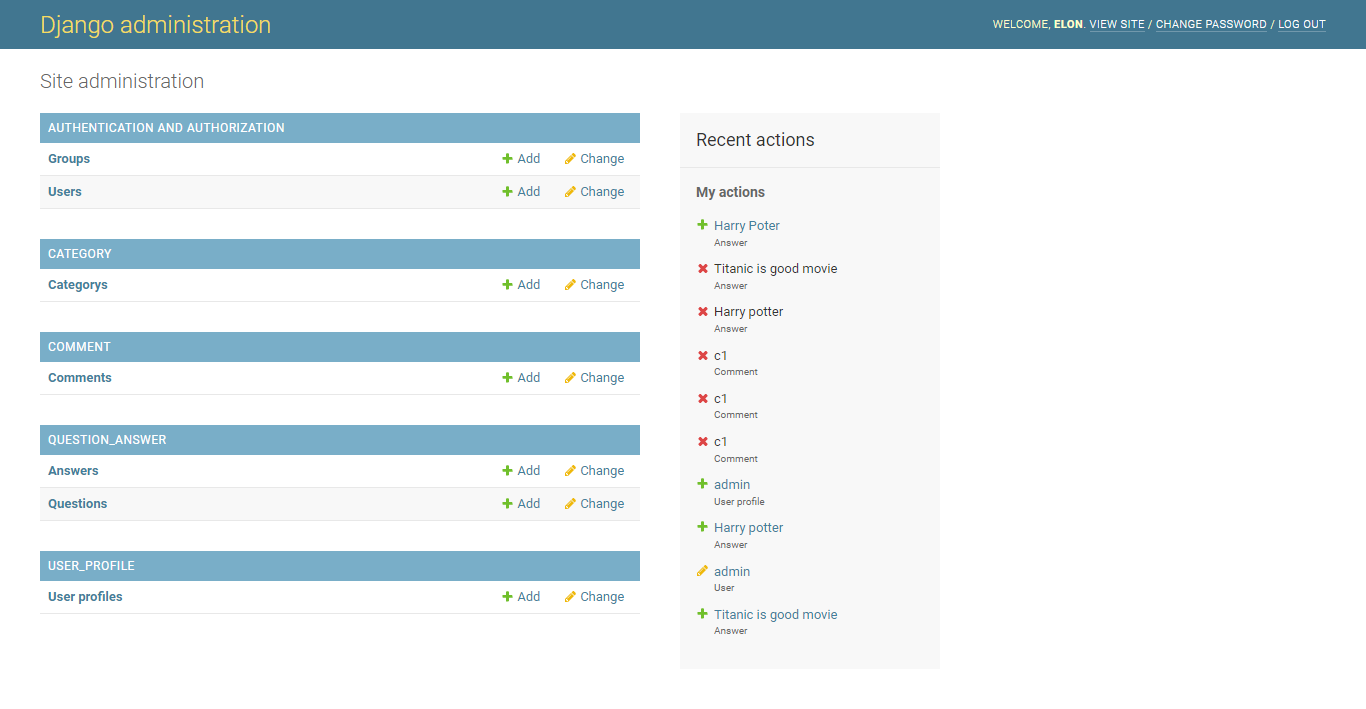 Django administration
WELCOME, ELON. VIEW SITE / CHANGE PASSWORD / LOG OUT
Site administration
AUTHENTICATION AND AUTHORIZATION
Groups Add Change
Users Add Change
CATEGORY
Categorys Add Change
COMMENT
Comments Add Change
QUESTION_ANSWER
Answers Add Change
Questions Add Change
USER_PROFILE
User profiles Add Change
Recent actions
My actions
Harry Poter
Answer
Titanic is good movie
Answer
Harry potter
Answer
c1
Comment
c1
Comment
c1
Comment
admin
User profile
Harry potter
Answer
admin
User
Titanic is good movie
Answer